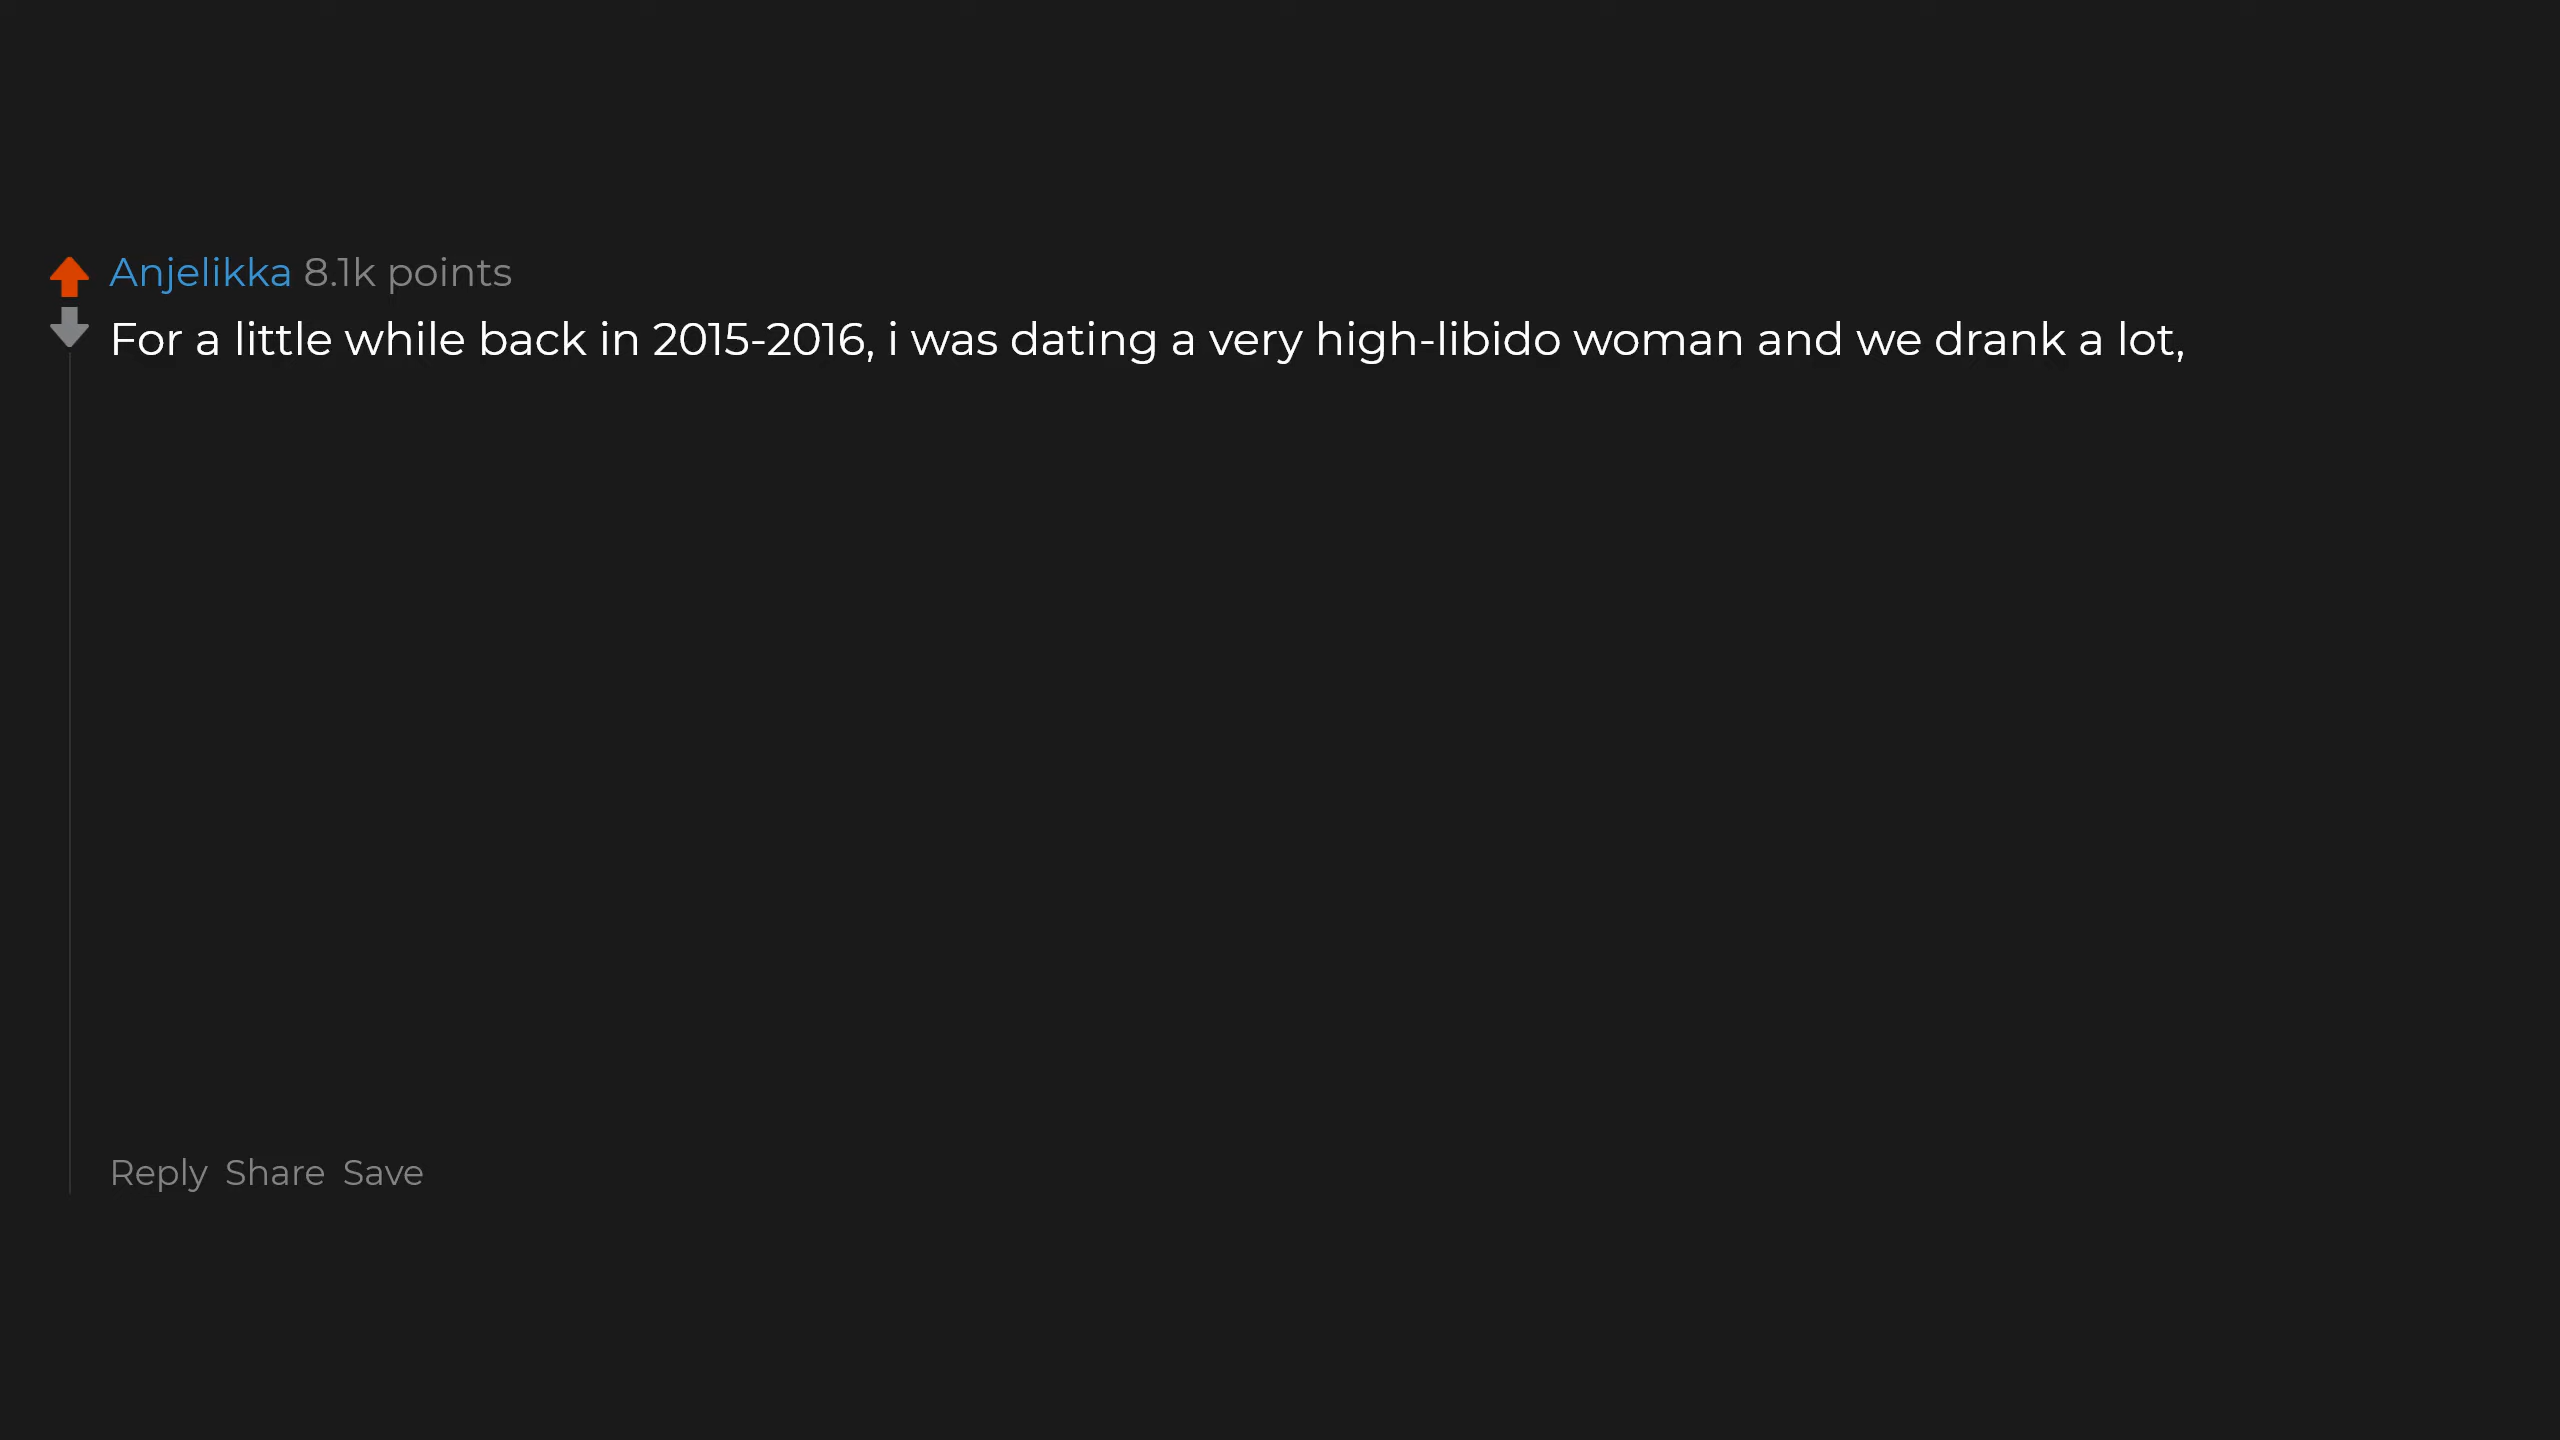 Anjelikka 8.1k points
For a little while back in 2015-2016, i was dating a very high-libido woman and we drank a lot,
Reply Share Save